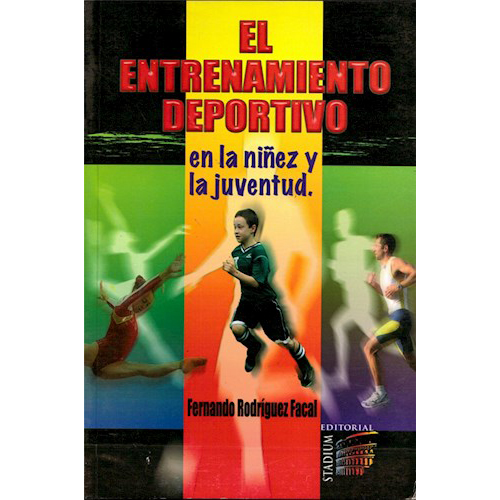 EL
ENTRENAMIENTO
DEPORTIVO
en la niñez y
la juventud.
Fernando Rodríguez Facal
EDITORIAL
STADIUM